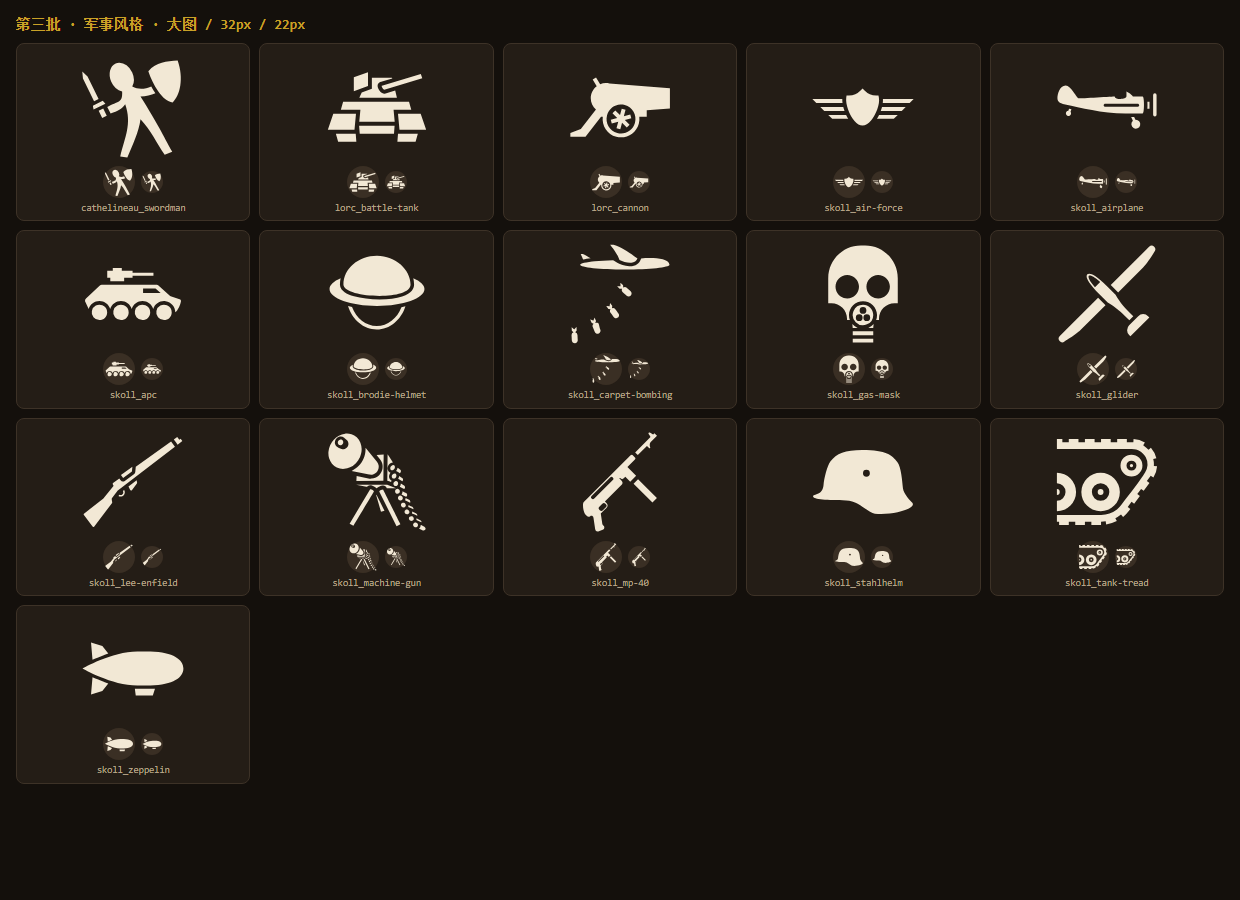 第三批 · 军事风格 · 大图 / 32px / 22px
cathelineau_swordman
lorc_battle-tank
lorc_cannon
skoll_air-force
skoll_airplane
skoll_apc
skoll_brodie-helmet
skoll_carpet-bombing
skoll_gas-mask
skoll_glider
skoll_lee-enfield
skoll_machine-gun
skoll_mp-40
skoll_stahlhelm
skoll_tank-tread
skoll_zeppelin